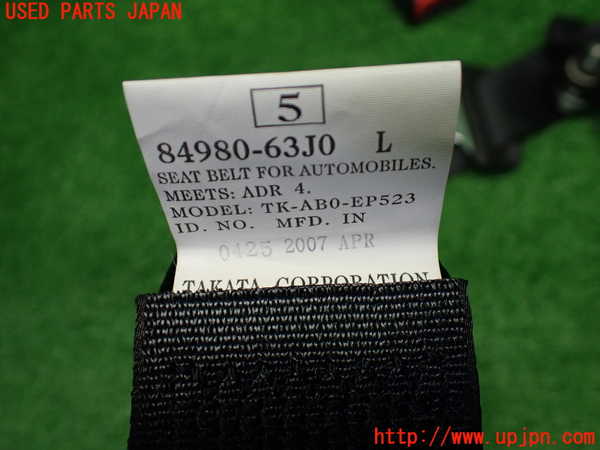 USED PARTS JAPAN
5
84980-63J0 L
SEAT BELT FOR AUTOMOBILES.
MEETS: ADR 4.
MODEL: TK-AB0-EP523
ID. NO. MFD. IN
0425 2007 APR
TAKATA CORPORATION
http://www.upjpn.com